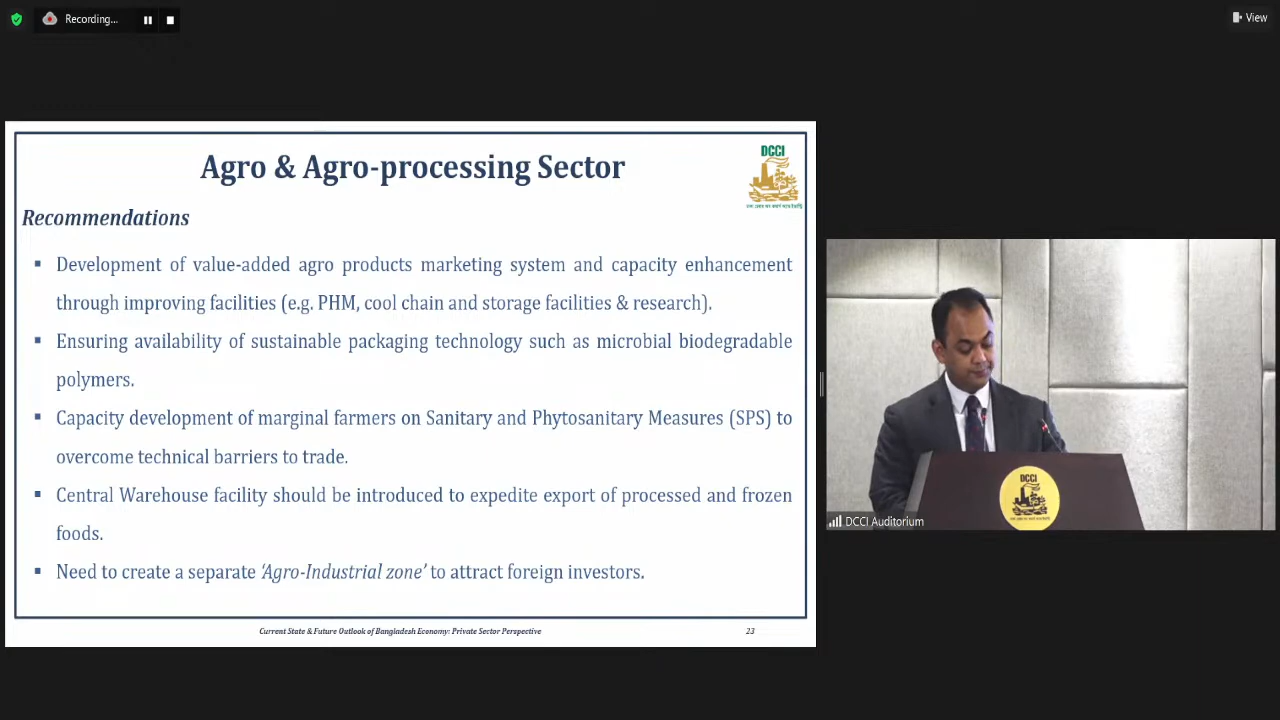 Recording...
View
Agro & Agro-processing Sector
DCCI
Recommendations
▪ Development of value-added agro products marketing system and capacity enhancement
through improving facilities (e.g. PHM, cool chain and storage facilities & research).
▪ Ensuring availability of sustainable packaging technology such as microbial biodegradable
polymers.
▪ Capacity development of marginal farmers on Sanitary and Phytosanitary Measures (SPS) to
overcome technical barriers to trade.
▪ Central Warehouse facility should be introduced to expedite export of processed and frozen
foods.
▪ Need to create a separate ‘Agro-Industrial zone’ to attract foreign investors.
Current State & Future Outlook of Bangladesh Economy: Private Sector Perspective
23
DCCI
DCCI Auditorium